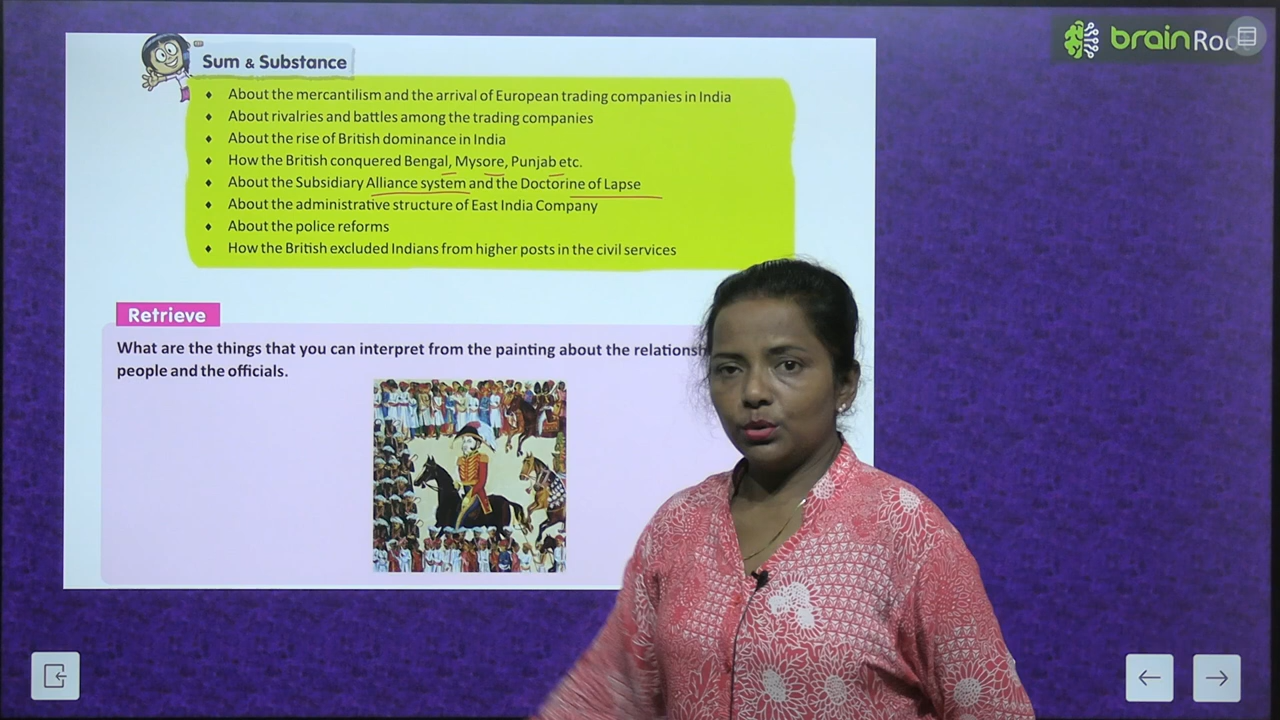 brain
Sum & Substance
♦ About the mercantilism and the arrival of European trading companies in India
♦ About rivalries and battles among the trading companies
♦ About the rise of British dominance in India
♦ How the British conquered Bengal, Mysore, Punjab etc.
♦ About the Subsidiary Alliance system and the Doctorine of Lapse
♦ About the administrative structure of East India Company
♦ About the police reforms
♦ How the British excluded Indians from higher posts in the civil services
Retrieve
What are the things that you can interpret from the painting about the
people and the officials.